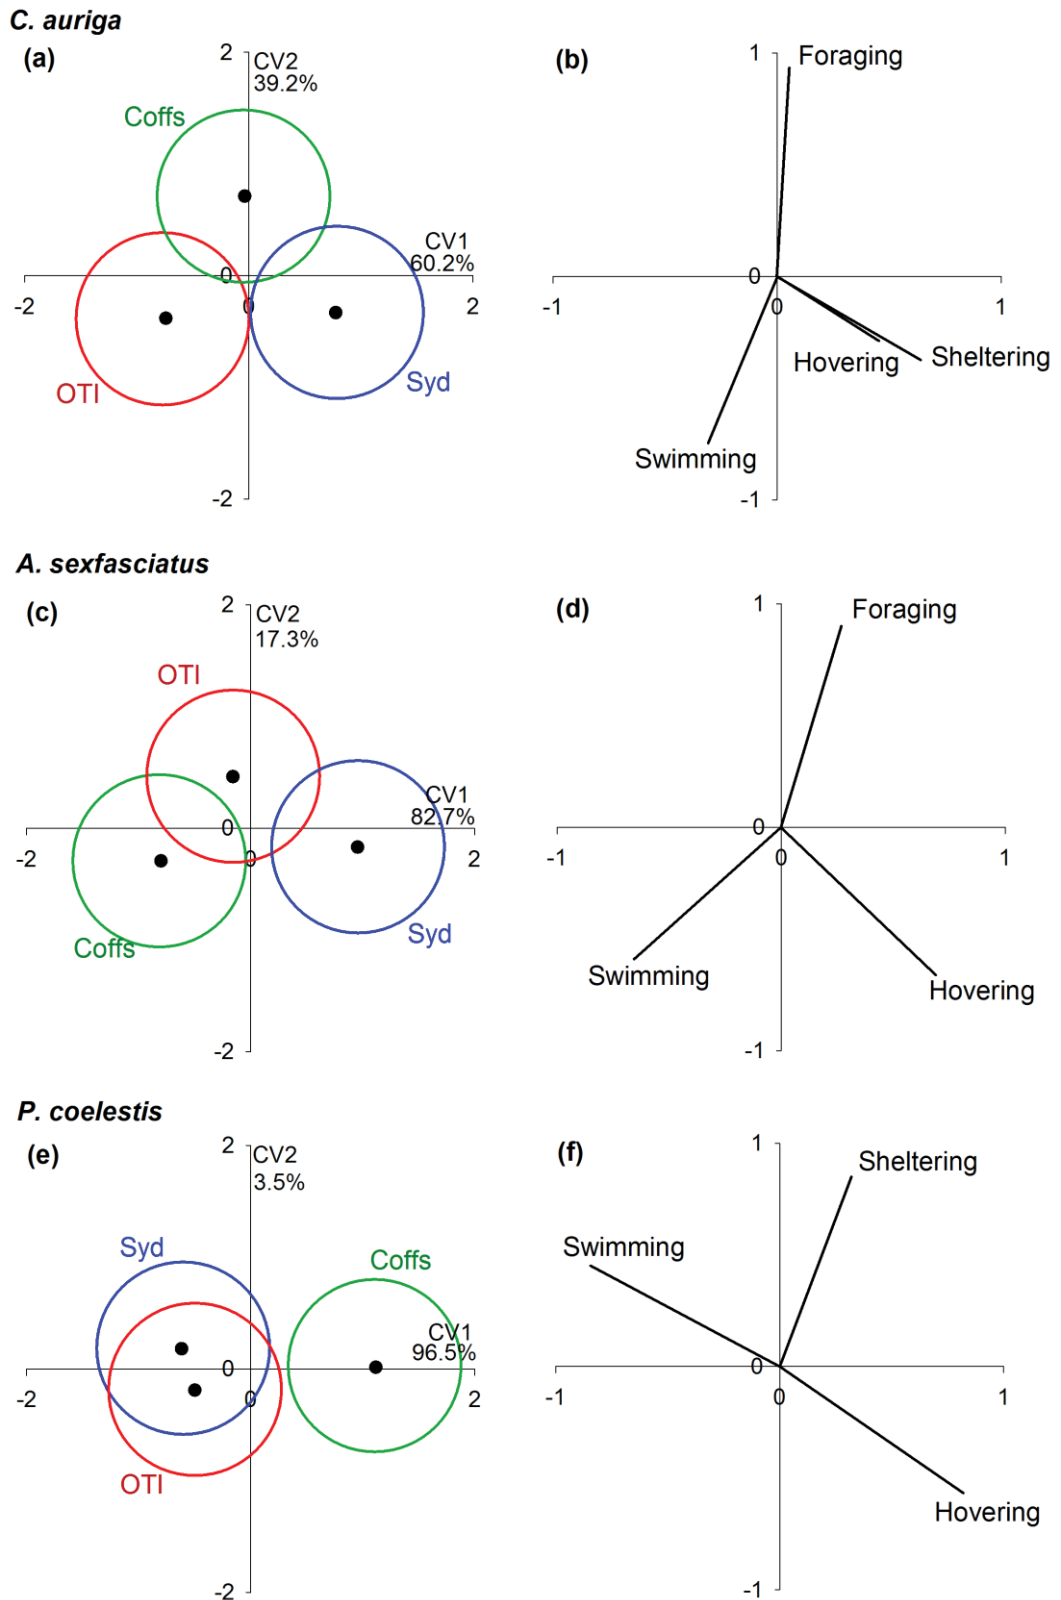 C. auriga
(a)
2
CV2
39.2%
Coffs
CV1
60.2%
0
-2
0
2
OTI
Syd
-2
(b)
1
Foraging
0
-1
0
1
Hovering
Sheltering
Swimming
-1
A. sexfasciatus
(c)
2
CV2
17.3%
OTI
CV1
82.7%
0
-2
0
2
Coffs
Syd
-2
(d)
1
Foraging
0
-1
0
1
Swimming
Hovering
-1
P. coelestis
(e)
2
CV2
3.5%
Syd
Coffs
CV1
96.5%
0
-2
0
2
OTI
-2
(f)
1
Sheltering
Swimming
0
-1
0
1
Hovering
-1